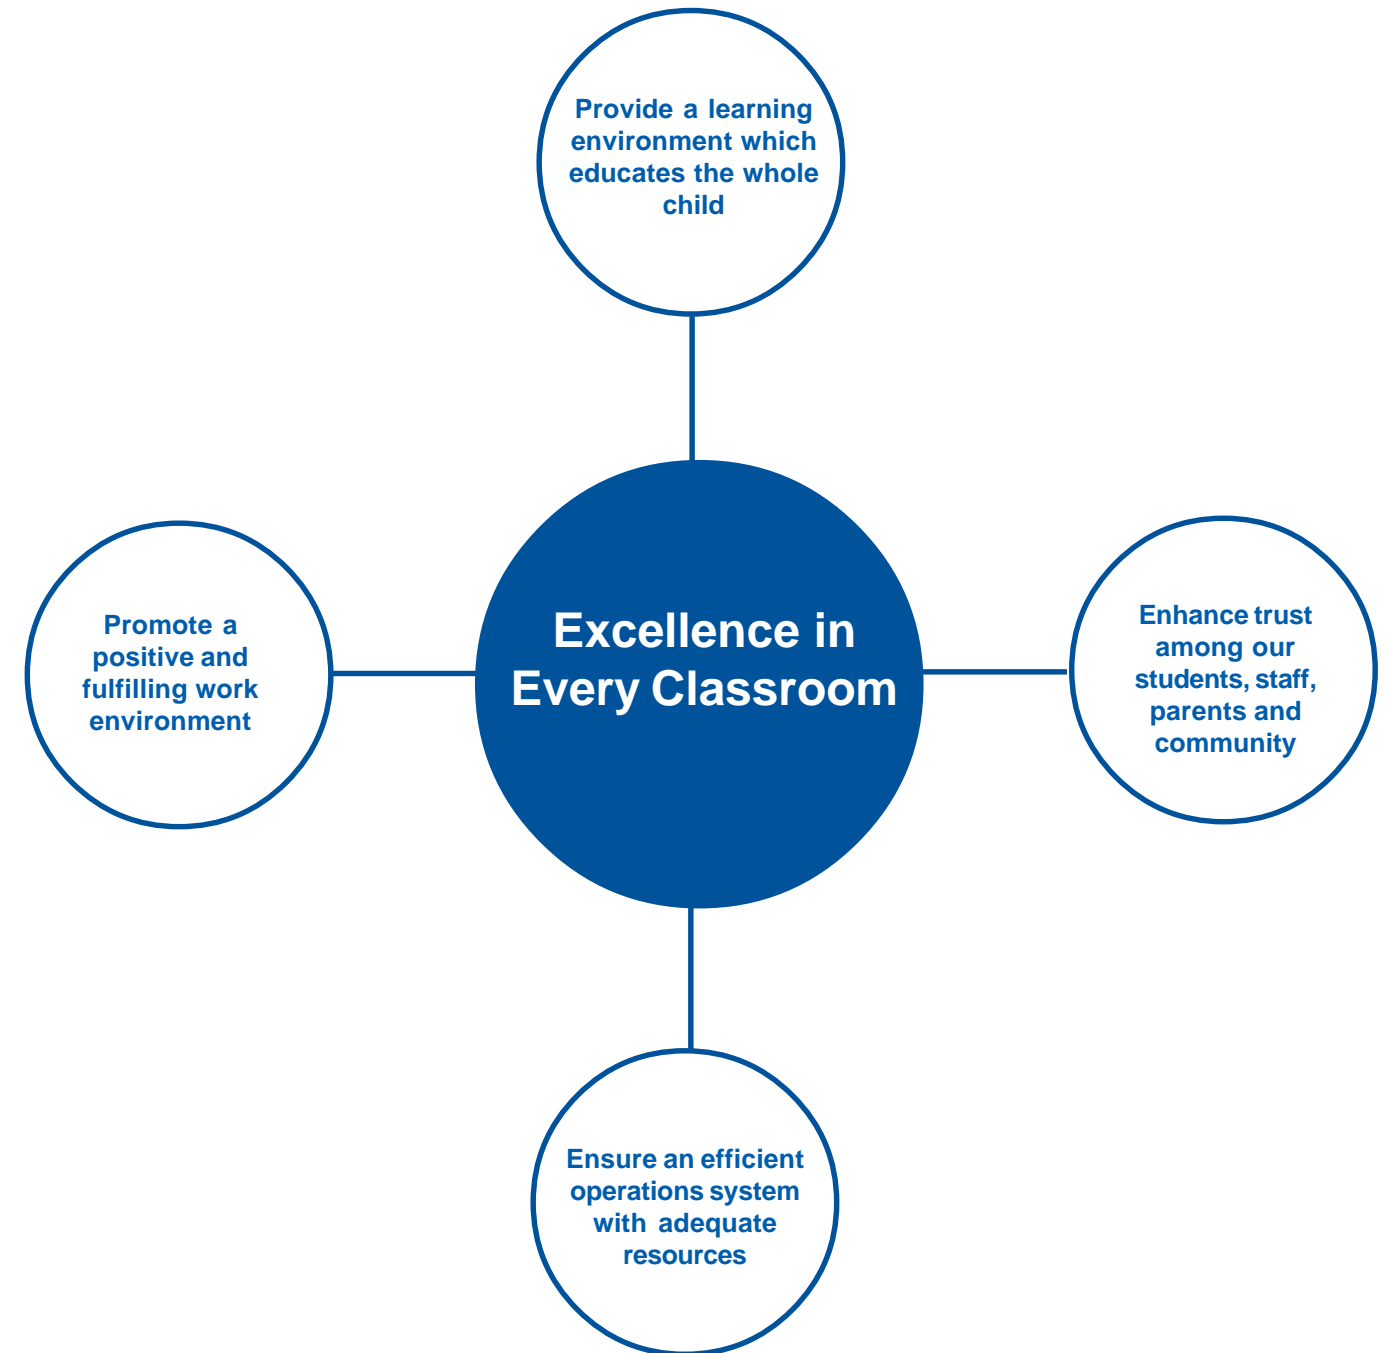 Provide a learning
environment which
educates the whole
child
Promote a
positive and
fulfilling work
environment
Excellence in
Every Classroom
Enhance trust
among our
students, staff,
parents and
community
Ensure an efficient
operations system
with adequate
resources